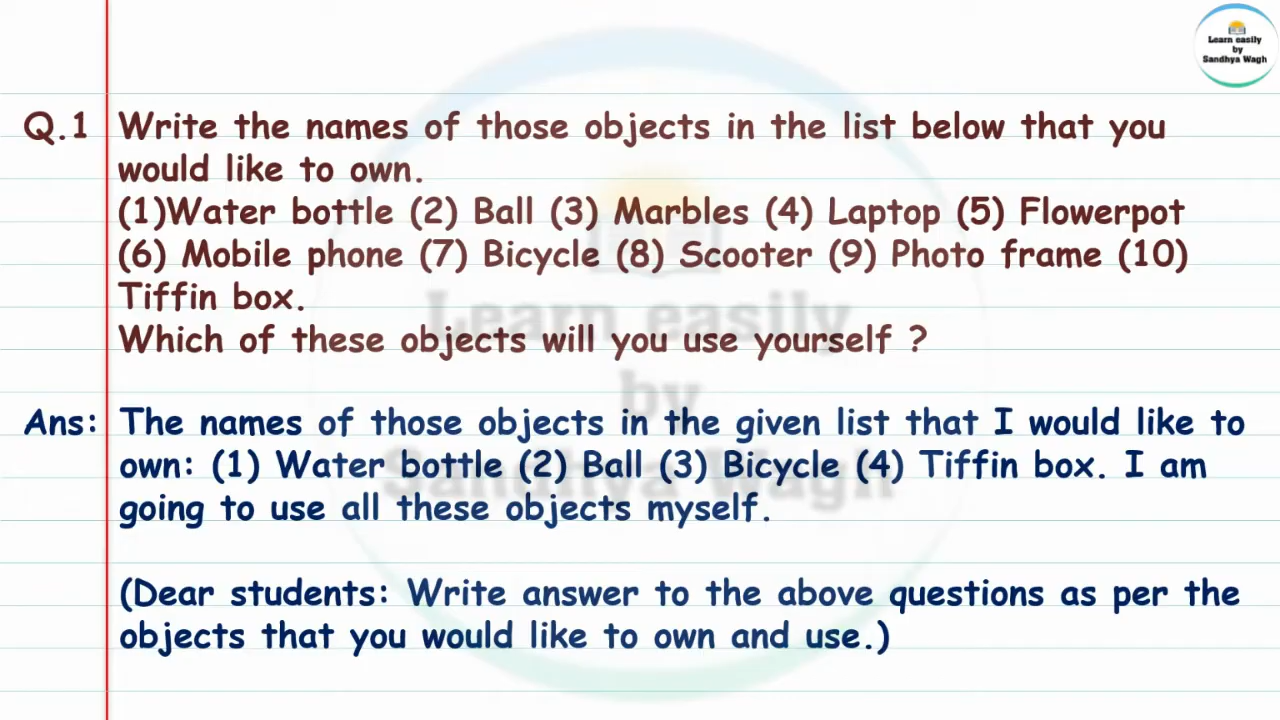 Learn easily
by
Sandhya Wagh
Q.1 Write the names of those objects in the list below that you
would like to own.
(1)Water bottle (2) Ball (3) Marbles (4) Laptop (5) Flowerpot
(6) Mobile phone (7) Bicycle (8) Scooter (9) Photo frame (10)
Tiffin box.
Which of these objects will you use yourself ?
Ans: The names of those objects in the given list that I would like to
own: (1) Water bottle (2) Ball (3) Bicycle (4) Tiffin box. I am
going to use all these objects myself.
(Dear students: Write answer to the above questions as per the
objects that you would like to own and use.)
Learn easily
by
Sandhya Wagh